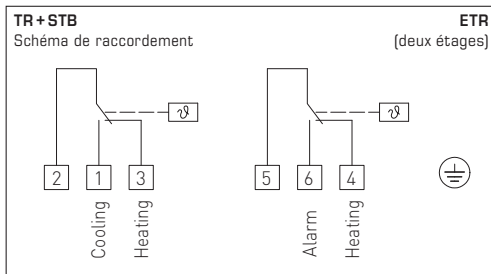 TR+STB
ETR
Schéma de raccordement
(deux étages)
ϑ
ϑ
2
1
3
5
6
4
Cooling
Heating
Alarm
Heating